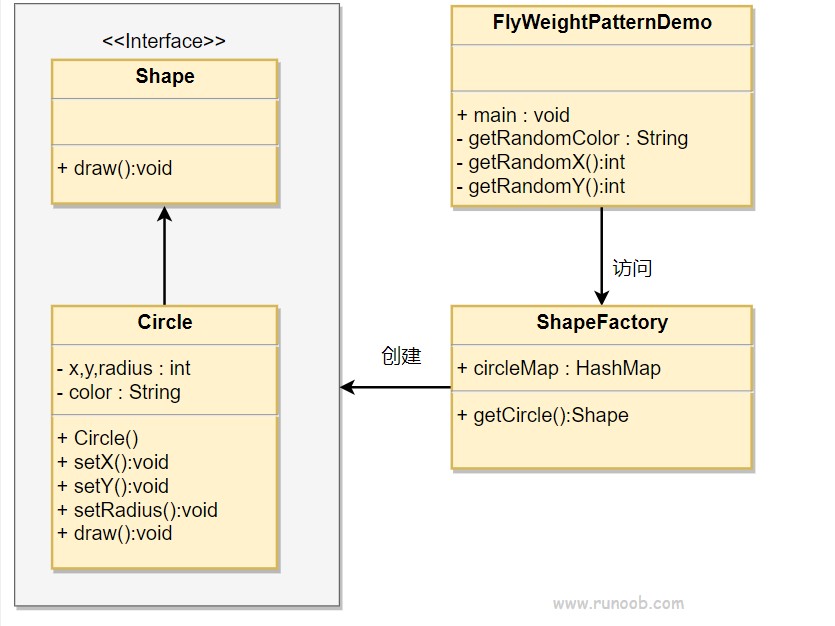 <<Interface>>
Shape
+ draw():void
Circle
- x,y,radius : int
- color : String
+ Circle()
+ setX():void
+ setY():void
+ setRadius():void
+ draw():void
FlyWeightPatternDemo
+ main : void
- getRandomColor : String
- getRandomX():int
- getRandomY():int
访问
ShapeFactory
+ circleMap : HashMap
+ getCircle():Shape
创建
www.runoob.com